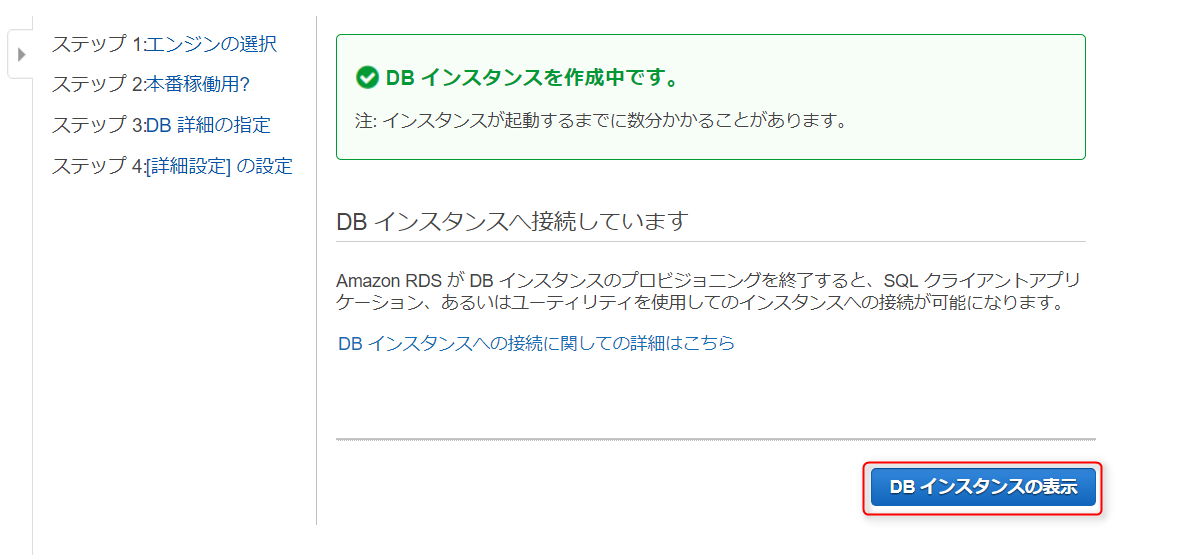 ステップ 1:エンジンの選択
ステップ 2:本番稼働用?
ステップ 3:DB 詳細の指定
ステップ 4:[詳細設定] の設定
DB インスタンスを作成中です。
注: インスタンスが起動するまでに数分かかることがあります。
DB インスタンスへ接続しています
Amazon RDS が DB インスタンスのプロビジョニングを終了すると、SQL クライアントアプリ
ケーション、あるいはユーティリティを使用してのインスタンスへの接続が可能になります。
DB インスタンスへの接続に関しての詳細はこちら
DB インスタンスの表示